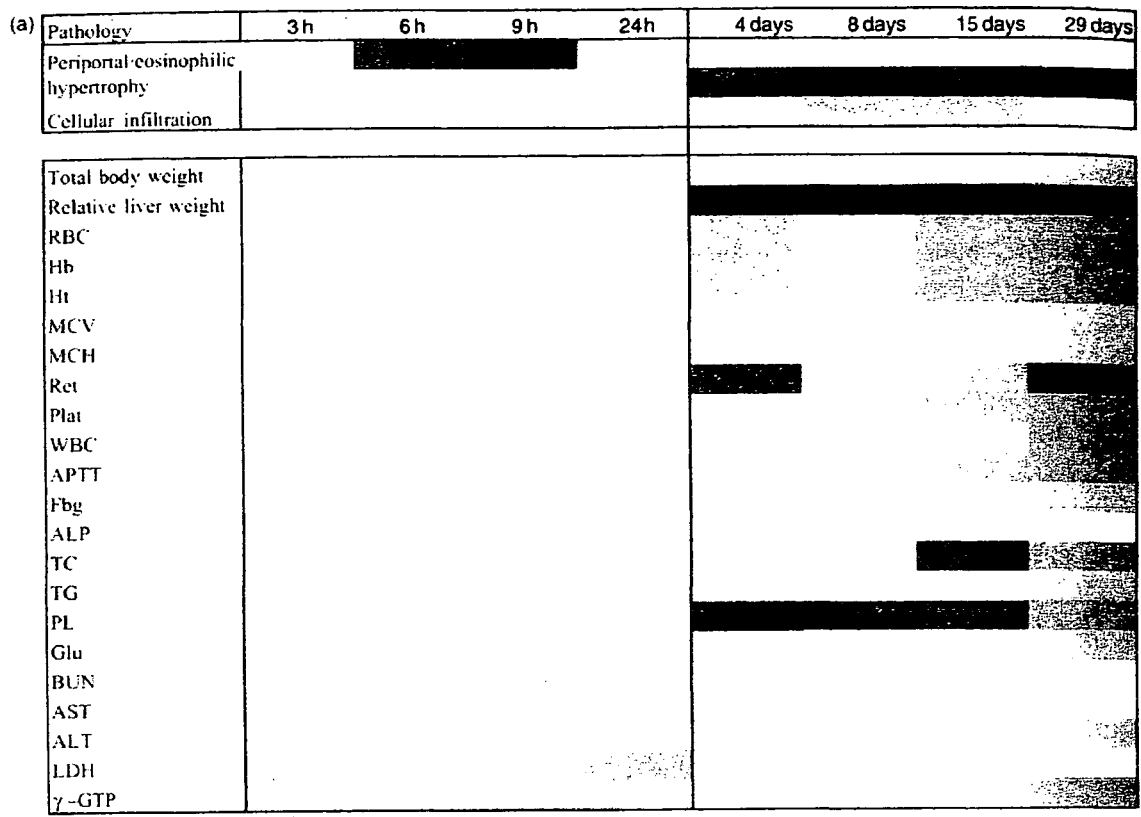 (a) Pathology 3h 6h 9h 24h 4 days 8 days 15 days 29 days
Periportal eosinophilic
hypertrophy
Cellular infiltration
Total body weight
Relative liver weight
RBC
Hb
Ht
MCV
MCH
Ret
Plat
WBC
APTT
Fbg
ALP
TC
TG
PL
Glu
BUN
AST
ALT
LDH
γ-GTP